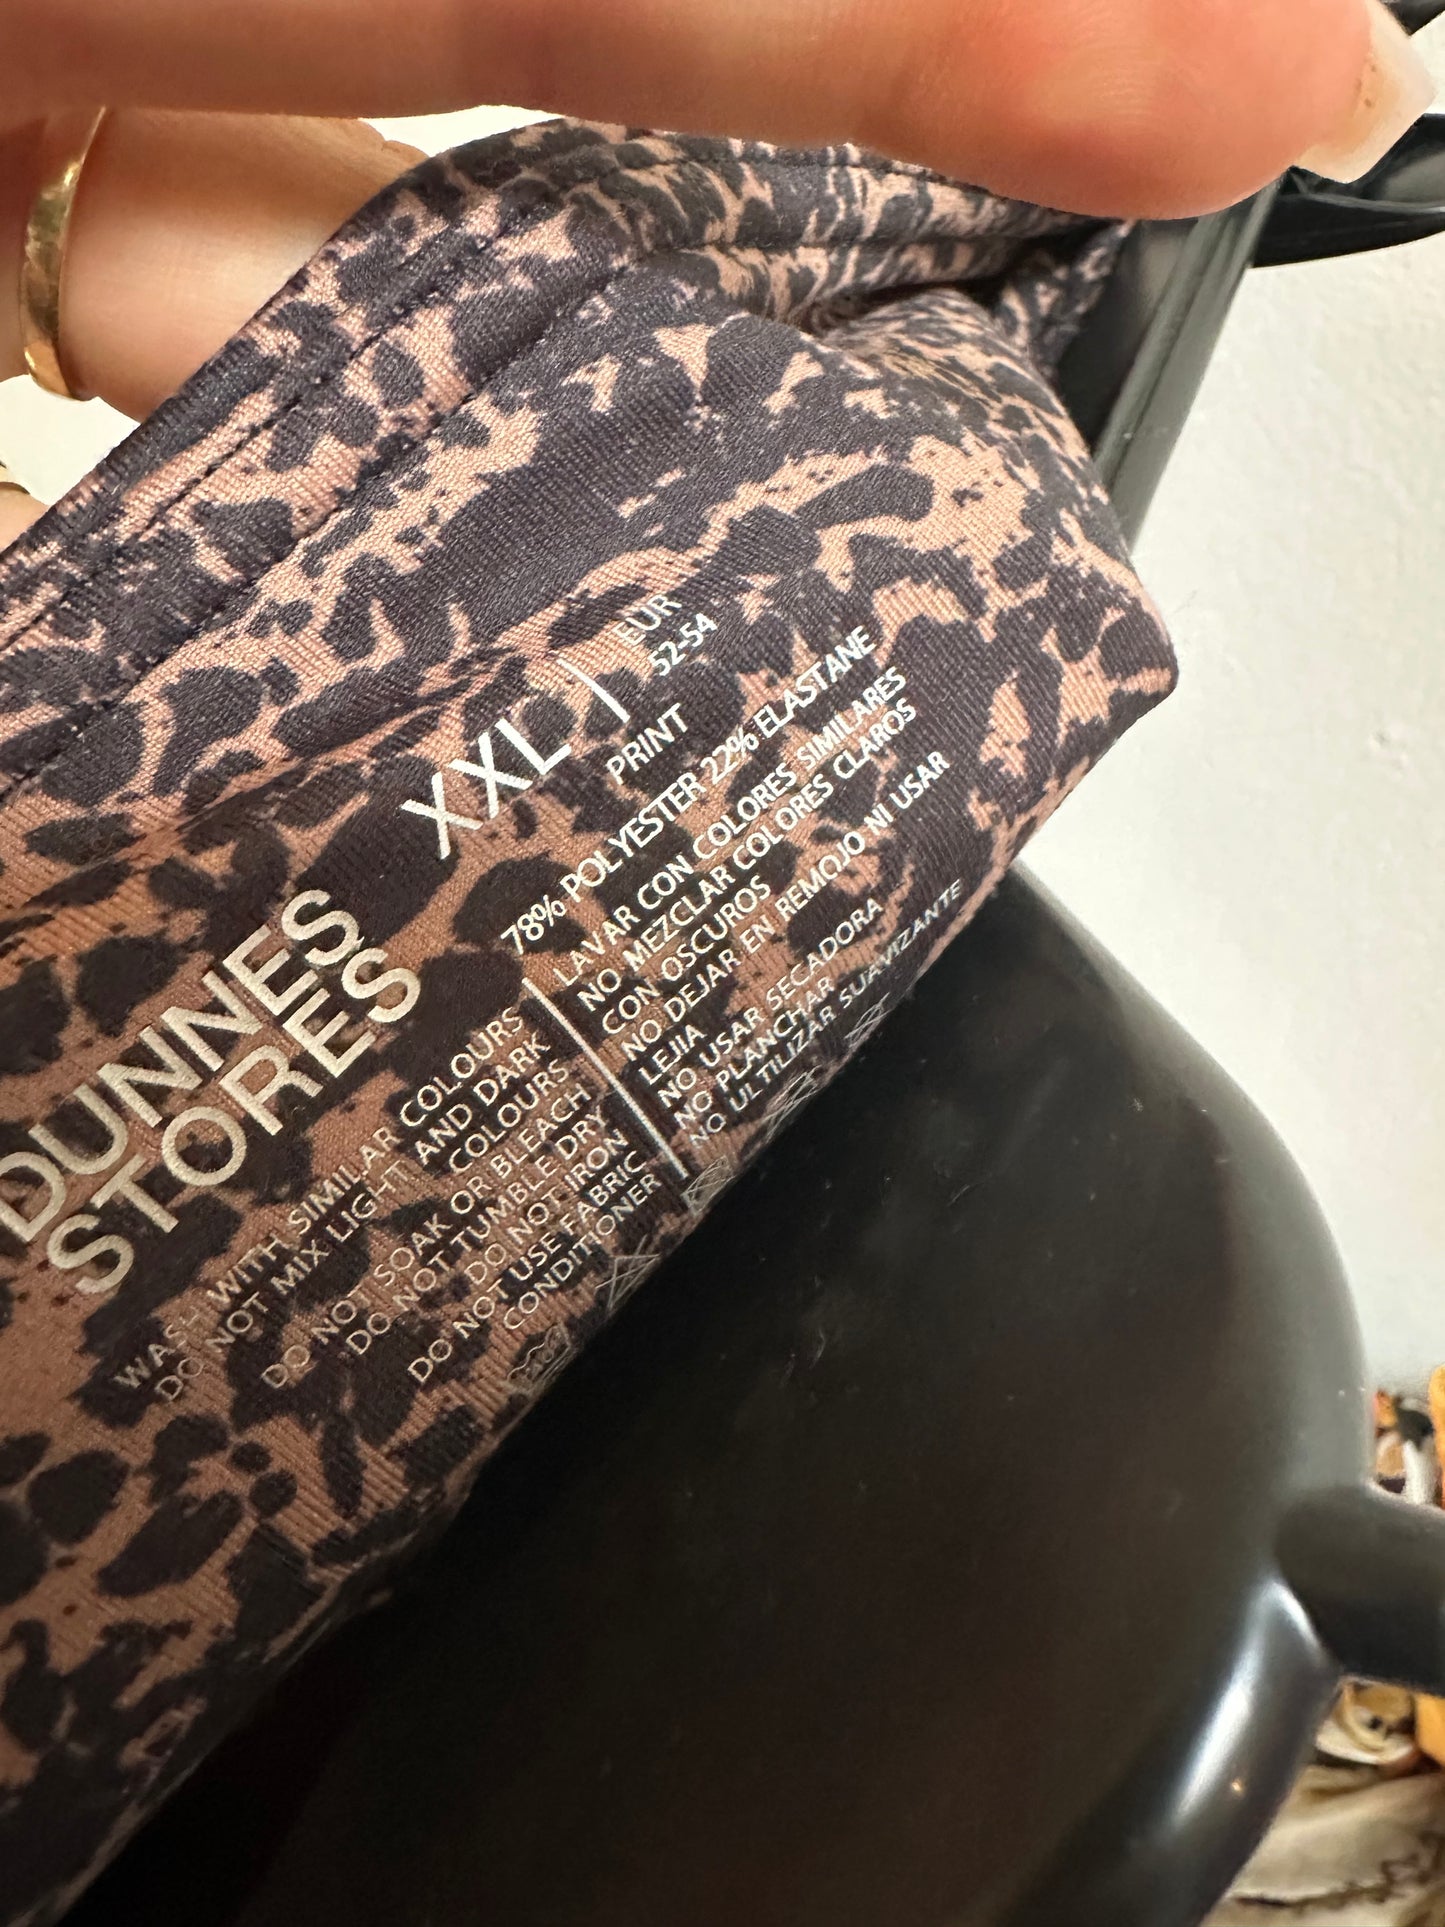 DUNNES
STORES
XXL
EUR
52-54
PRINT
78% POLYESTER 22% ELASTANE
WASH WITH SIMILAR COLOURS
DO NOT MIX LIGHT AND DARK
COLOURS
DO NOT SOAK OR BLEACH
DO NOT TUMBLE DRY
DO NOT IRON
DO NOT USE FABRIC
CONDITIONER
LAVAR CON COLORES SIMILARES
NO MEZCLAR COLORES CLAROS
CON OSCUROS
NO DEJAR EN REMOJO NI USAR
LEJIA
NO USAR SECADORA
NO PLANCHAR
NO ULTILIZAR SUAVIZANTE